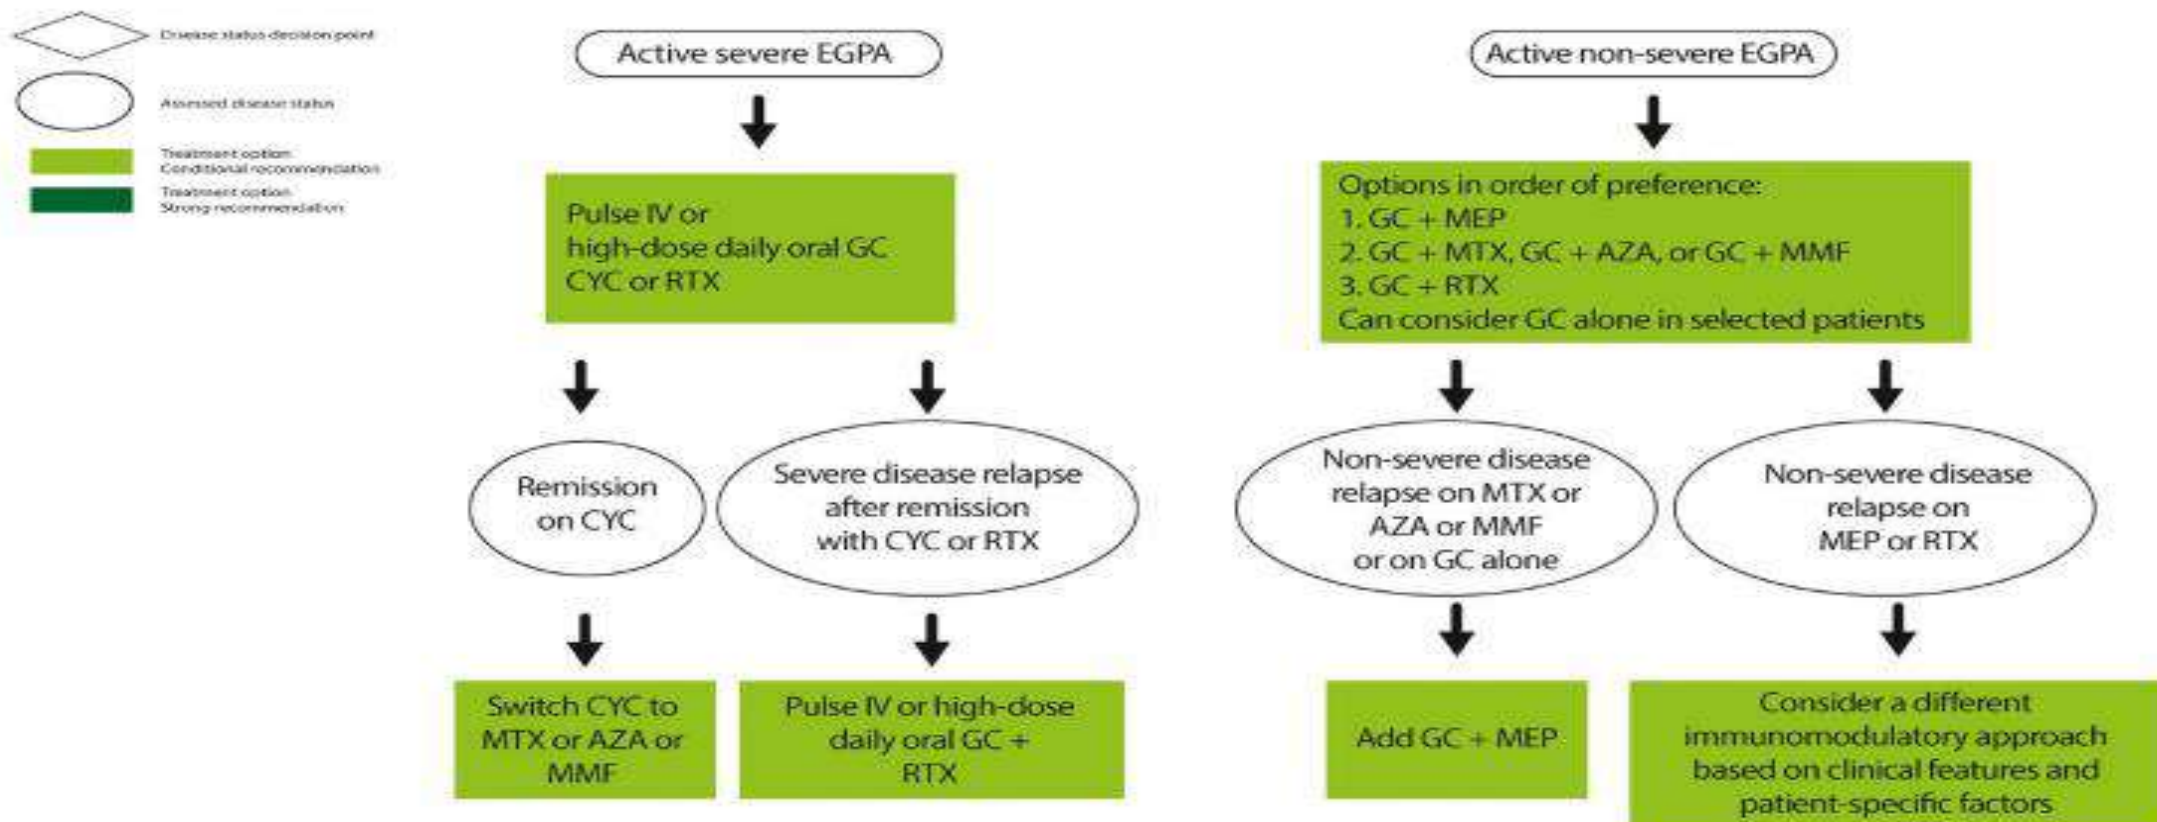 Disease status decision point
Assessed disease status
Treatment option
Conditional recommendation
Treatment option
Strong recommendation
Active severe EGPA
Pulse IV or
high-dose daily oral GC
CYC or RTX
Remission
on CYC
Severe disease relapse
after remission
with CYC or RTX
Switch CYC to
MTX or AZA or
MMF
Pulse IV or high-dose
daily oral GC +
RTX
Active non-severe EGPA
Options in order of preference:
1. GC + MEP
2. GC + MTX, GC + AZA, or GC + MMF
3. GC + RTX
Can consider GC alone in selected patients
Non-severe disease
relapse on MTX or
AZA or MMF
or on GC alone
Non-severe disease
relapse on
MEP or RTX
Add GC + MEP
Consider a different
immunomodulatory approach
based on clinical features and
patient-specific factors